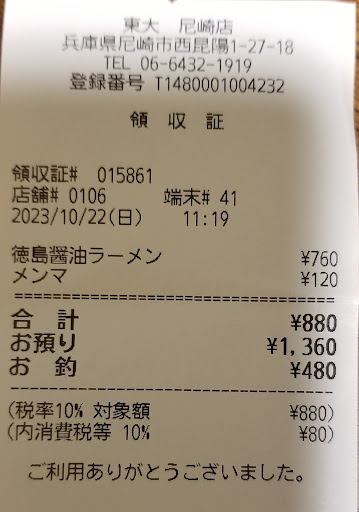 東大 尼崎店
兵庫県尼崎市西昆陽1-27-18
TEL 06-6432-1919
登録番号 T1480001004232
領 収 証
領収証# 015861
店舗# 0106 端末# 41
2023/10/22(日) 11:19
徳島醤油ラーメン ¥760
メンマ ¥120
====================================
合 計 ¥880
お預り ¥1,360
お 釣 ¥480
(税率10% 対象額 ¥880)
(内消費税等 10% ¥80)
ご利用ありがとうございました。